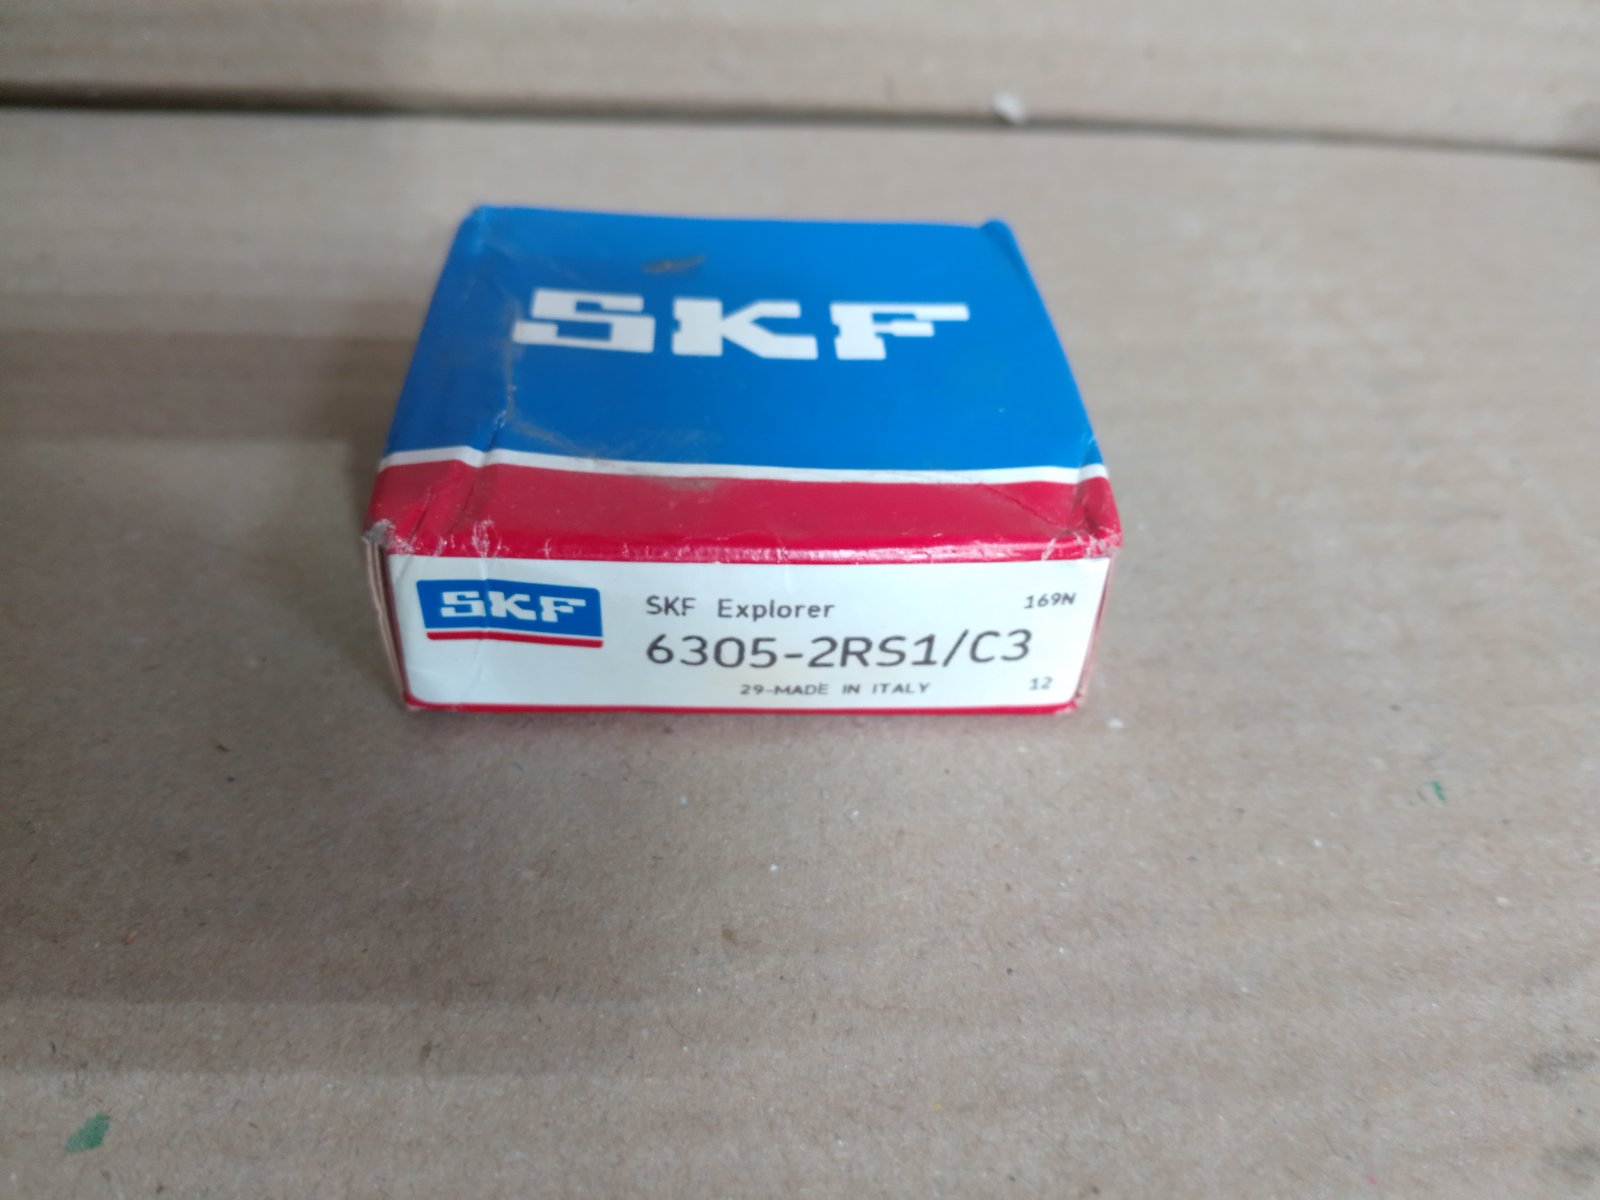 SKF
SKF
SKF Explorer
169N
6305-2RS1/C3
29-MADE IN ITALY
12